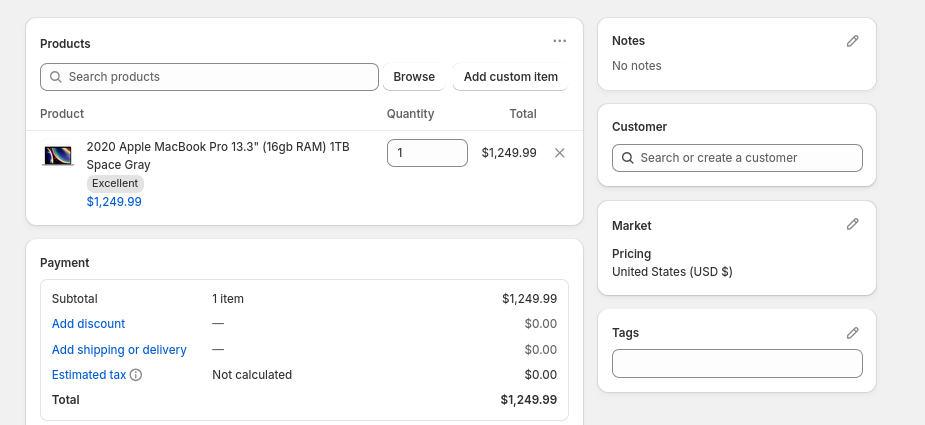 Products
Search products
Browse
Add custom item
Product Quantity Total
2020 Apple MacBook Pro 13.3" (16gb RAM) 1TB
Space Gray
Excellent
$1,249.99
1
$1,249.99
Payment
Subtotal 1 item $1,249.99
Add discount — $0.00
Add shipping or delivery — $0.00
Estimated tax Not calculated $0.00
Total $1,249.99
Notes
No notes
Customer
Search or create a customer
Market
Pricing
United States (USD $)
Tags